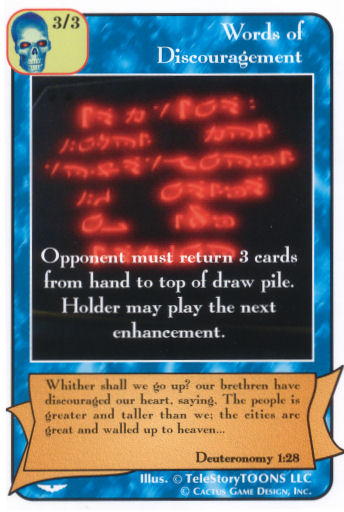 3/3
Words of
Discouragement
Opponent must return 3 cards
from hand to top of draw pile.
Holder may play the next
enhancement.
Whither shall we go up? our brethren have
discouraged our heart, saying, The people is
greater and taller than we; the cities are
great and walled up to heaven...
Deuteronomy 1:28
Illus. © TeleStoryTOONS LLC
© Cactus Game Design, Inc.